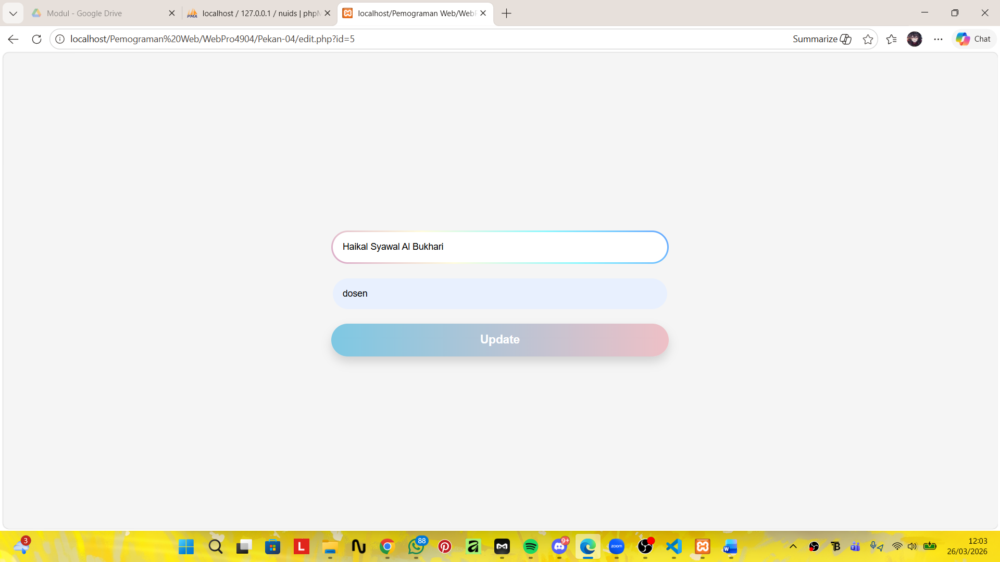 Modul - Google Drive
localhost / 127.0.0.1 / nuids | phpM
localhost/Pemograman Web/WebP
localhost/Pemograman%20Web/WebPro4904/Pekan-04/edit.php?id=5
Summarize
Chat
Haikal Syawal Al Bukhari
dosen
Update
3
L
88
9+
zoom
12:03
26/03/2026